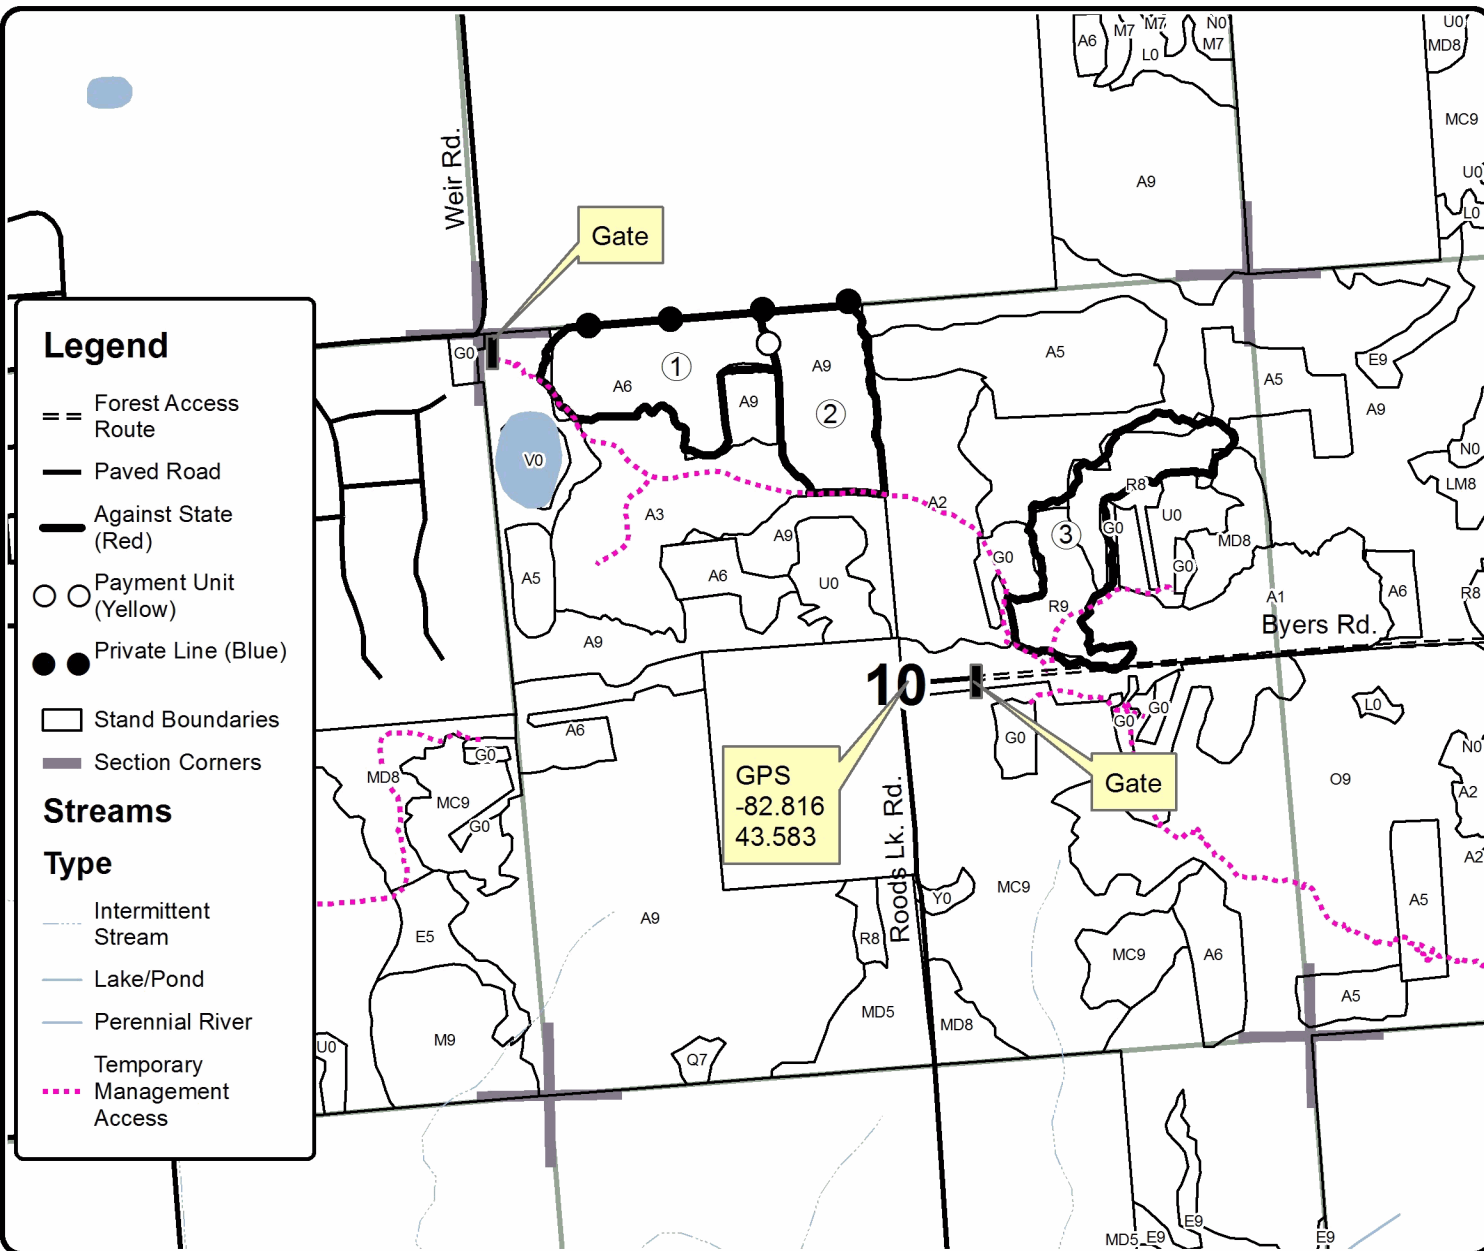 A6
M7
M7
N0
M7
L0
U0
MD8
MC9
Weir Rd.
A9
U0
L0
Gate
Legend
Forest Access
Route
Paved Road
Against State
(Red)
Payment Unit
(Yellow)
Private Line (Blue)
Stand Boundaries
Section Corners
Streams
Type
Intermittent
Stream
Lake/Pond
Perennial River
Temporary
Management
Access
G0
1
A6
A9
A9
2
A5
A5
E9
A9
V0
N0
LM8
R8
A2
A3
3
G0
U0
MD8
A9
G0
G0
A5
A6
U0
R9
A1
A6
R8
Byers Rd.
A9
10
A6
G0
G0
G0
L0
N0
G0
MD8
MC9
G0
GPS
-82.816
43.583
Gate
O9
A2
A2
Roods Lk. Rd.
MC9
Y0
A5
A9
E5
R8
MC9
A6
A5
MD5
MD8
M9
U0
Q7
E9
MD5
E9
E9